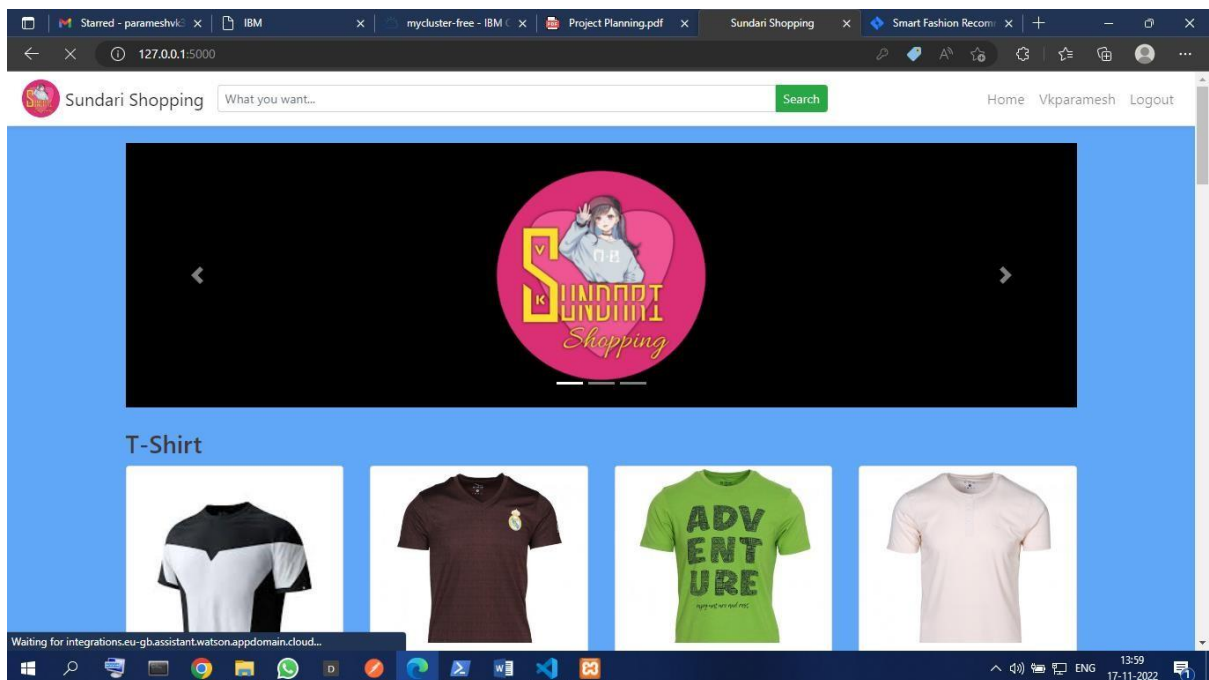 Starred - parameshvk3
IBM
mycluster-free - IBM C
Project Planning.pdf
Sundari Shopping
Smart Fashion Recom
127.0.0.1:5000
Sundari Shopping
What you want...
Search
Home
Vkparamesh
Logout
V
K
SUNDARI
Shopping
T-Shirt
ADV
ENT
URE
Waiting for integrations.eu-gb.assistant.watson.appdomain.cloud...
ENG
13:59
17-11-2022